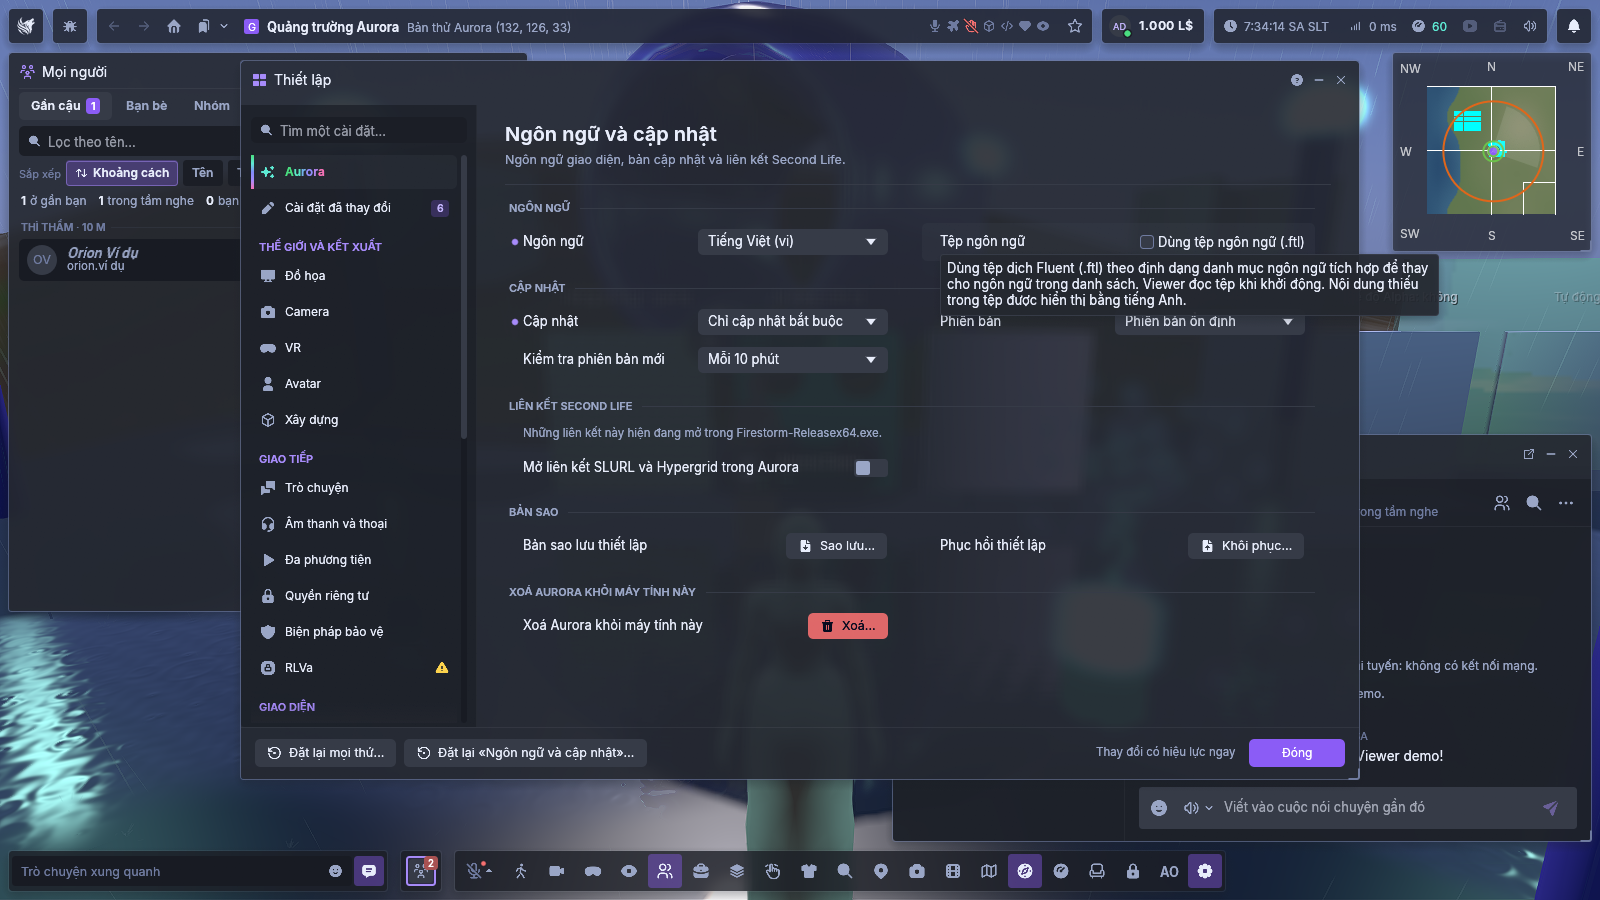 Quảng trường Aurora Bản thử Aurora (132, 126, 33)
AD 1.000 L$
7:34:14 SA SLT 0 ms 60
Mọi người
Gần cậu 1 Bạn bè Nhóm
Lọc theo tên...
Sắp xếp Khoảng cách Tên
1 ở gần bạn 1 trong tầm nghe 0 bạn
THÌ THẦM · 10 M
OV Orion Ví dụ
orion.ví dụ
Thiết lập
Tìm một cài đặt...
Aurora
Cài đặt đã thay đổi 6
THẾ GIỚI VÀ KẾT XUẤT
Đồ họa
Camera
VR
Avatar
Xây dựng
GIAO TIẾP
Trò chuyện
Âm thanh và thoại
Đa phương tiện
Quyền riêng tư
Biện pháp bảo vệ
RLVa
GIAO DIỆN
Ngôn ngữ và cập nhật
Ngôn ngữ giao diện, bản cập nhật và liên kết Second Life.
NGÔN NGỮ
Ngôn ngữ Tiếng Việt (vi)
Tệp ngôn ngữ Dùng tệp ngôn ngữ (.ftl)
Dùng tệp dịch Fluent (.ftl) theo định dạng danh mục ngôn ngữ tích hợp để thay
cho ngôn ngữ trong danh sách. Viewer đọc tệp khi khởi động. Nội dung thiếu
trong tệp được hiển thị bằng tiếng Anh.
CẬP NHẬT
Cập nhật Chỉ cập nhật bắt buộc
Phiên bản Phiên bản ổn định
Kiểm tra phiên bản mới Mỗi 10 phút
LIÊN KẾT SECOND LIFE
Những liên kết này hiện đang mở trong Firestorm-Releasex64.exe.
Mở liên kết SLURL và Hypergrid trong Aurora
BẢN SAO
Bản sao lưu thiết lập Sao lưu...
Phục hồi thiết lập Khôi phục...
XOÁ AURORA KHỎI MÁY TÍNH NÀY
Xoá Aurora khỏi máy tính này Xoá...
Đặt lại mọi thứ... Đặt lại «Ngôn ngữ và cập nhật»...
Thay đổi có hiệu lực ngay Đóng
NW N NE
W E
SW S SE
Tự động
ong tầm nghe
i tuyến: không có kết nối mạng.
emo.
A
Viewer demo!
Viết vào cuộc nói chuyện gần đó
Trò chuyện xung quanh
2
AO